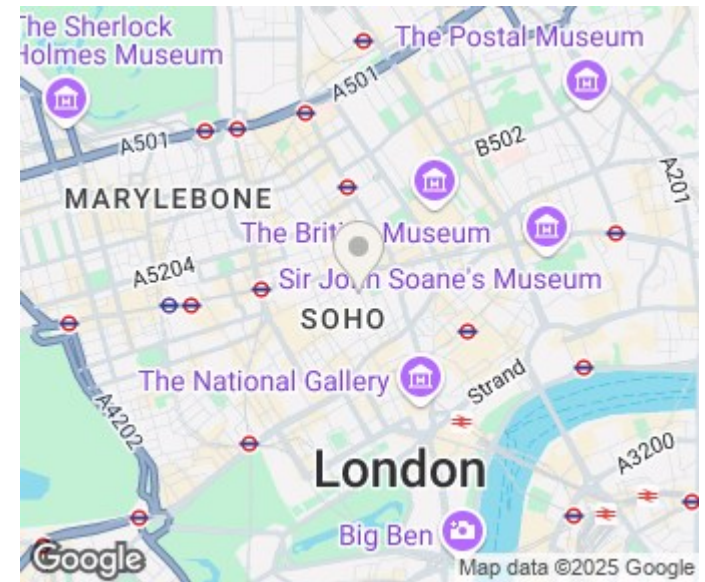 The Sherlock
Holmes Museum
The Postal Museum
A501
A501
B502
A201
MARYLEBONE
The British Museum
A5204
Sir John Soane's Museum
SOHO
The National Gallery
Strand
A4202
London
A3200
Big Ben
Google
Map data ©2025 Google